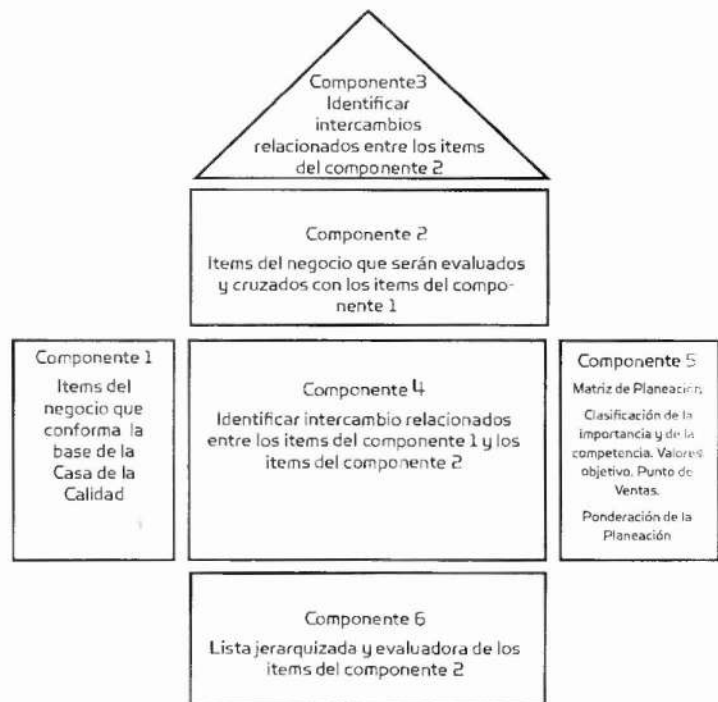 Componente3
Identificar
intercambios
relacionados entre los items
del componente 2
Componente 2
Items del negocio que serán evaluados
y cruzados con los items del compo-
nente 1
Componente 1
Items del
negocio que
conforma la
base de la
Casa de la
Calidad
Componente 4
Identificar intercambio relacionados
entre los items del componente 1 y los
items del componente 2
Componente 5
Matriz de Planeación
Clasificación de la
importancia y de la
competencia. Valores
objetivo. Punto de
Ventas.
Ponderación de la
Planeación
Componente 6
Lista jerarquizada y evaluadora de los
items del componente 2